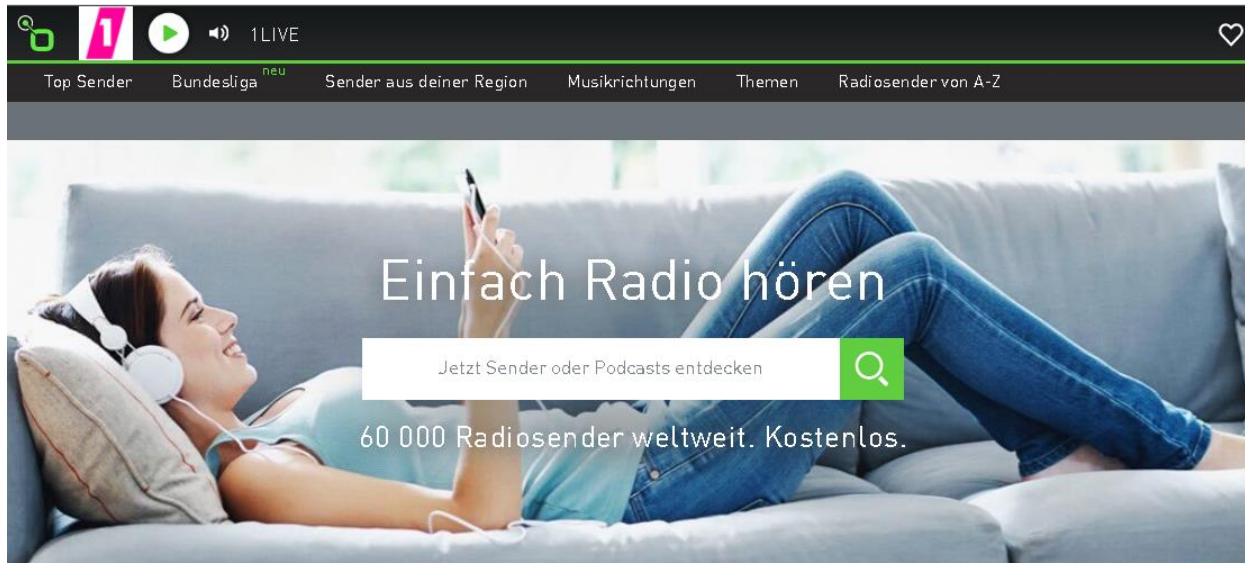 1 1LIVE
Top Sender Bundesliga neu Sender aus deiner Region Musikrichtungen Themen Radiosender von A-Z
Einfach Radio hören
Jetzt Sender oder Podcasts entdecken
60 000 Radiosender weltweit. Kostenlos.